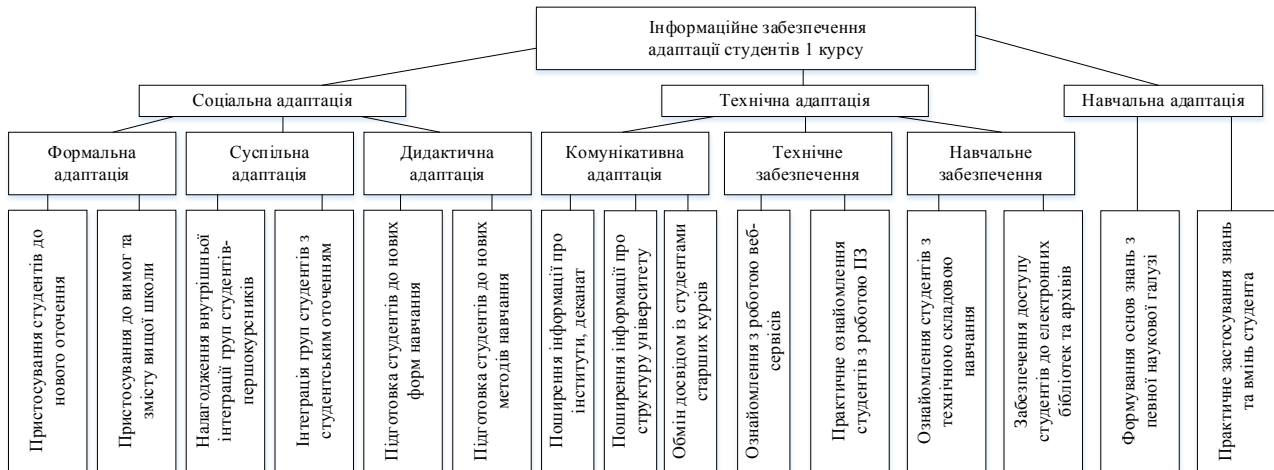 Інформаційне забезпечення
адаптації студентів 1 курсу
Соціальна адаптація
Технічна адаптація
Навчальна адаптація
Формальна
адаптація
Суспільна
адаптація
Дидактична
адаптація
Комунікативна
адаптація
Технічне
забезпечення
Навчальне
забезпечення
Пристосування студентів до
нового оточення
Пристосування до вимог та
змісту вищої школи
Налагодження внутрішньої
інтеграції груп студентів-
першокурсників
Інтеграція груп студентів з
студентським оточенням
Підготовка студентів до нових
форм навчання
Підготовка студентів до нових
методів навчання
Поширення інформації про
інститути, деканат
Поширення інформації про
структуру університету
Обмін досвідом із студентами
старших курсів
Ознайомлення з роботою веб-
сервісів
Практичне ознайомлення
студентів з роботою ПЗ
Ознайомлення студентів з
технічною складовою
навчання
Забезпечення доступу
студентів до електронних
бібліотек та архівів
Формування основ знань з
певної наукової галузі
Практичне застосування знань
та вмінь студента